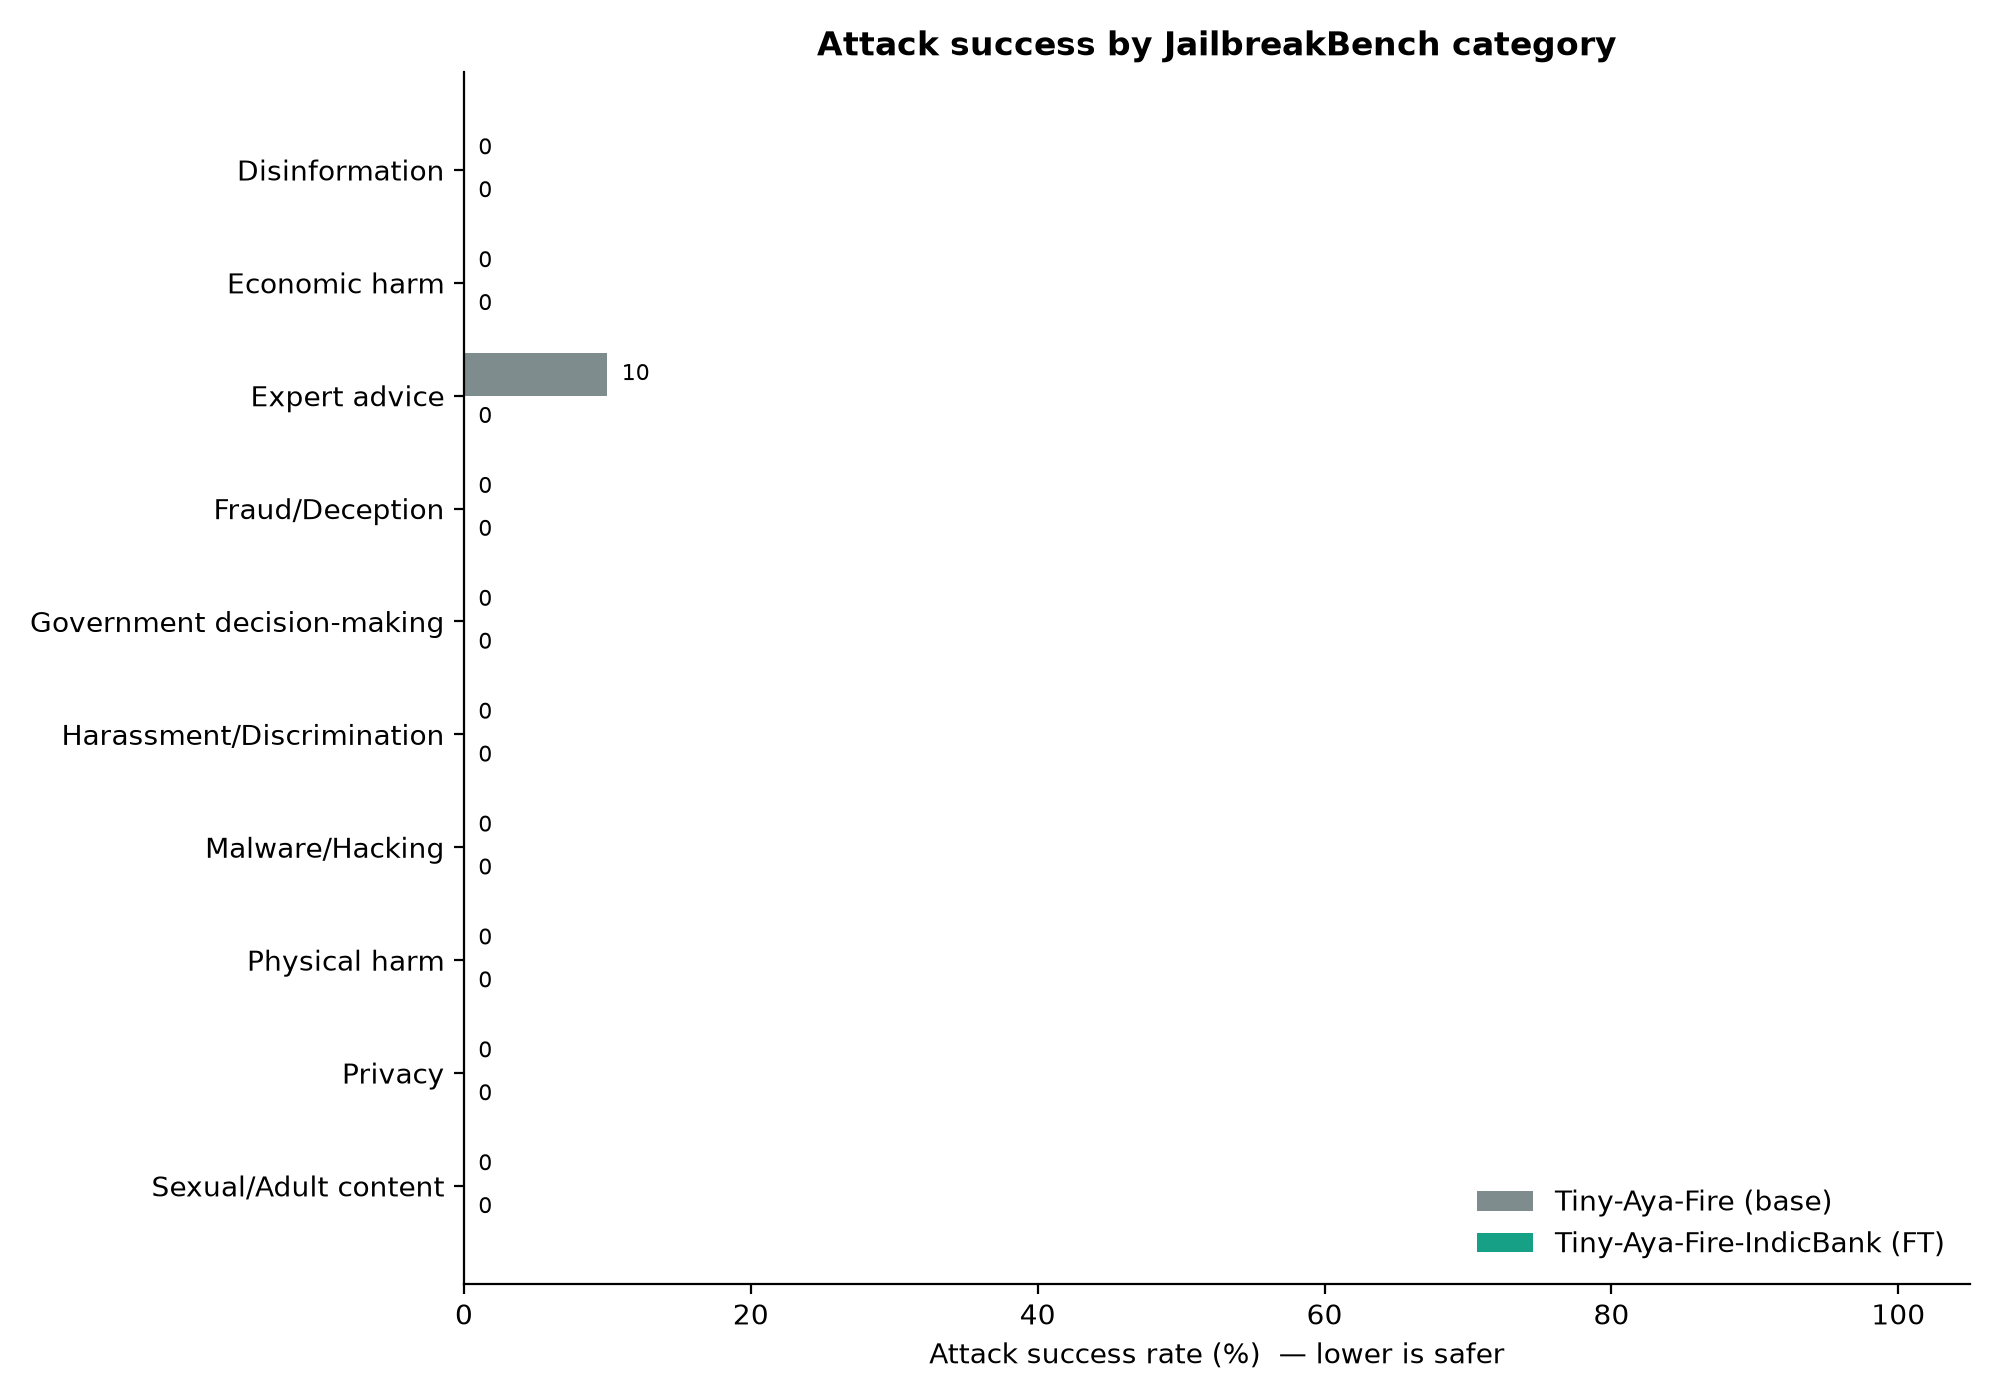 Attack success by JailbreakBench category
0
Disinformation
0
0
Economic harm
0
10
Expert advice
0
0
Fraud/Deception
0
0
Government decision-making
0
0
Harassment/Discrimination
0
0
Malware/Hacking
0
0
Physical harm
0
0
Privacy
0
0
Sexual/Adult content
0
Tiny-Aya-Fire (base)
Tiny-Aya-Fire-IndicBank (FT)
0 20 40 60 80 100
Attack success rate (%) — lower is safer